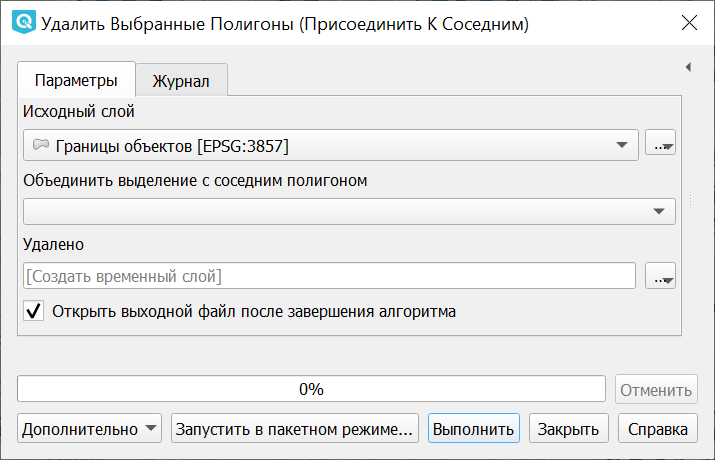 Удалить Выбранные Полигоны (Присоединить К Соседним)
Параметры
Журнал
Исходный слой
Границы объектов [EPSG:3857]
...
Объединить выделение с соседним полигоном
Удалено
[Создать временный слой]
...
Открыть выходной файл после завершения алгоритма
0%
Отменить
Дополнительно
Запустить в пакетном режиме...
Выполнить
Закрыть
Справка